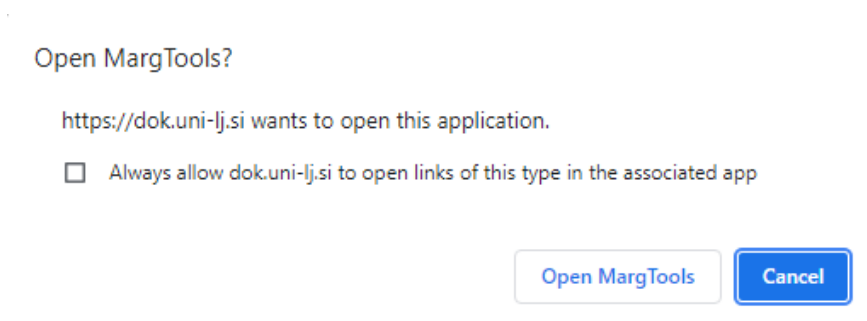 Open MargTools?
https://dok.uni-lj.si wants to open this application.
Always allow dok.uni-lj.si to open links of this type in the associated app
Open MargTools
Cancel